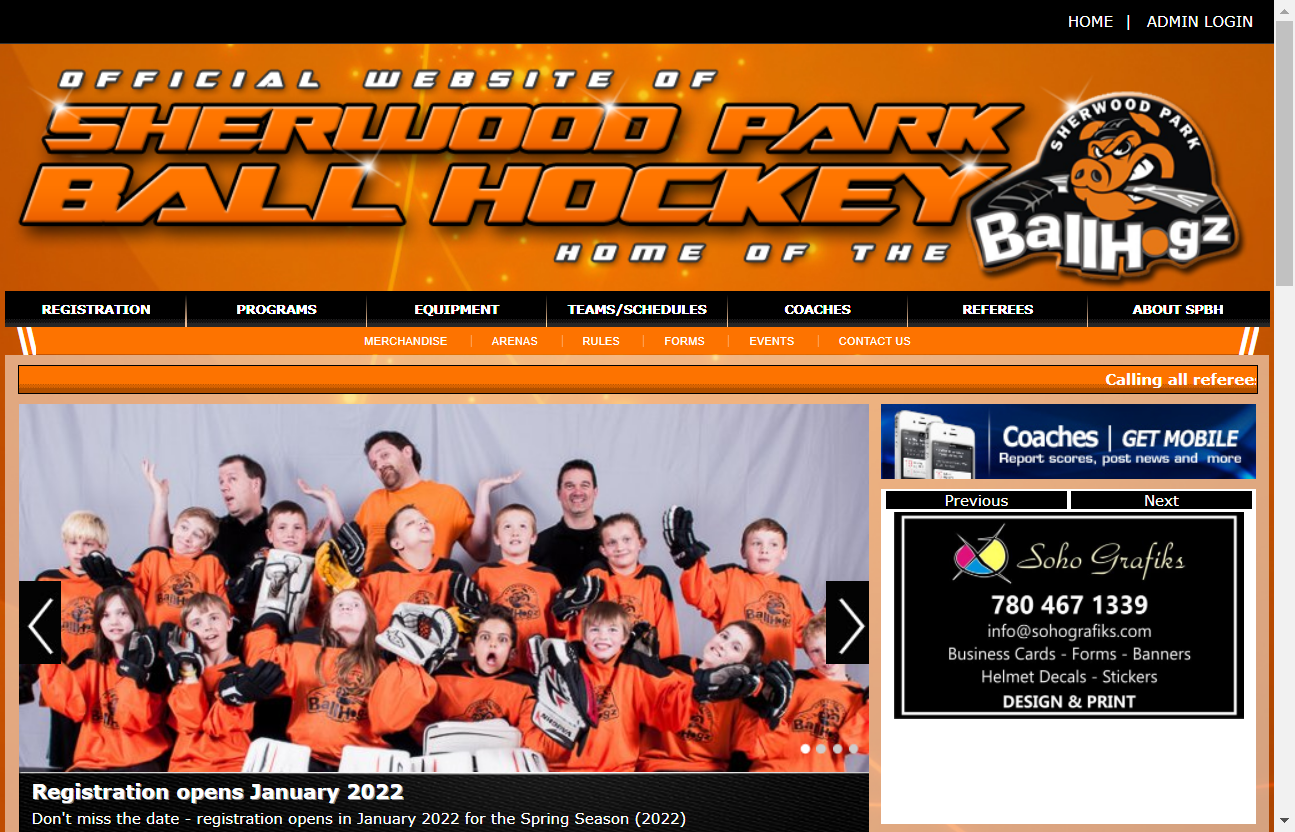 HOME | ADMIN LOGIN
OFFICIAL WEBSITE OF
SHERWOOD PARK
BALL HOCKEY
HOME OF THE
SHERWOOD PARK
BallHogz
REGISTRATION PROGRAMS EQUIPMENT TEAMS/SCHEDULES COACHES REFEREES ABOUT SPBH
MERCHANDISE | ARENAS | RULES | FORMS | EVENTS | CONTACT US
Calling all referees
Coaches | GET MOBILE
Report scores, post news and more
Previous Next
Soho Grafiks
780 467 1339
info@sohografiks.com
Business Cards - Forms - Banners
Helmet Decals - Stickers
DESIGN & PRINT
Registration opens January 2022
Don't miss the date - registration opens in January 2022 for the Spring Season (2022)